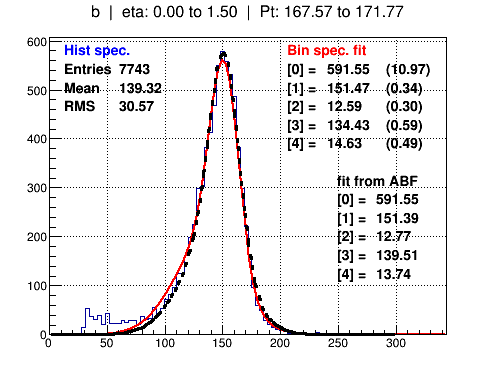 b | eta: 0.00 to 1.50 | Pt: 167.57 to 171.77
Hist spec.
Entries 7743
Mean 139.32
RMS 30.57
Bin spec. fit
[0] = 591.55 (10.97)
[1] = 151.47 (0.34)
[2] = 12.59 (0.30)
[3] = 134.43 (0.59)
[4] = 14.63 (0.49)
fit from ABF
[0] = 591.55
[1] = 151.39
[2] = 12.77
[3] = 139.51
[4] = 13.74
600
500
400
300
200
100
0
0 50 100 150 200 250 300